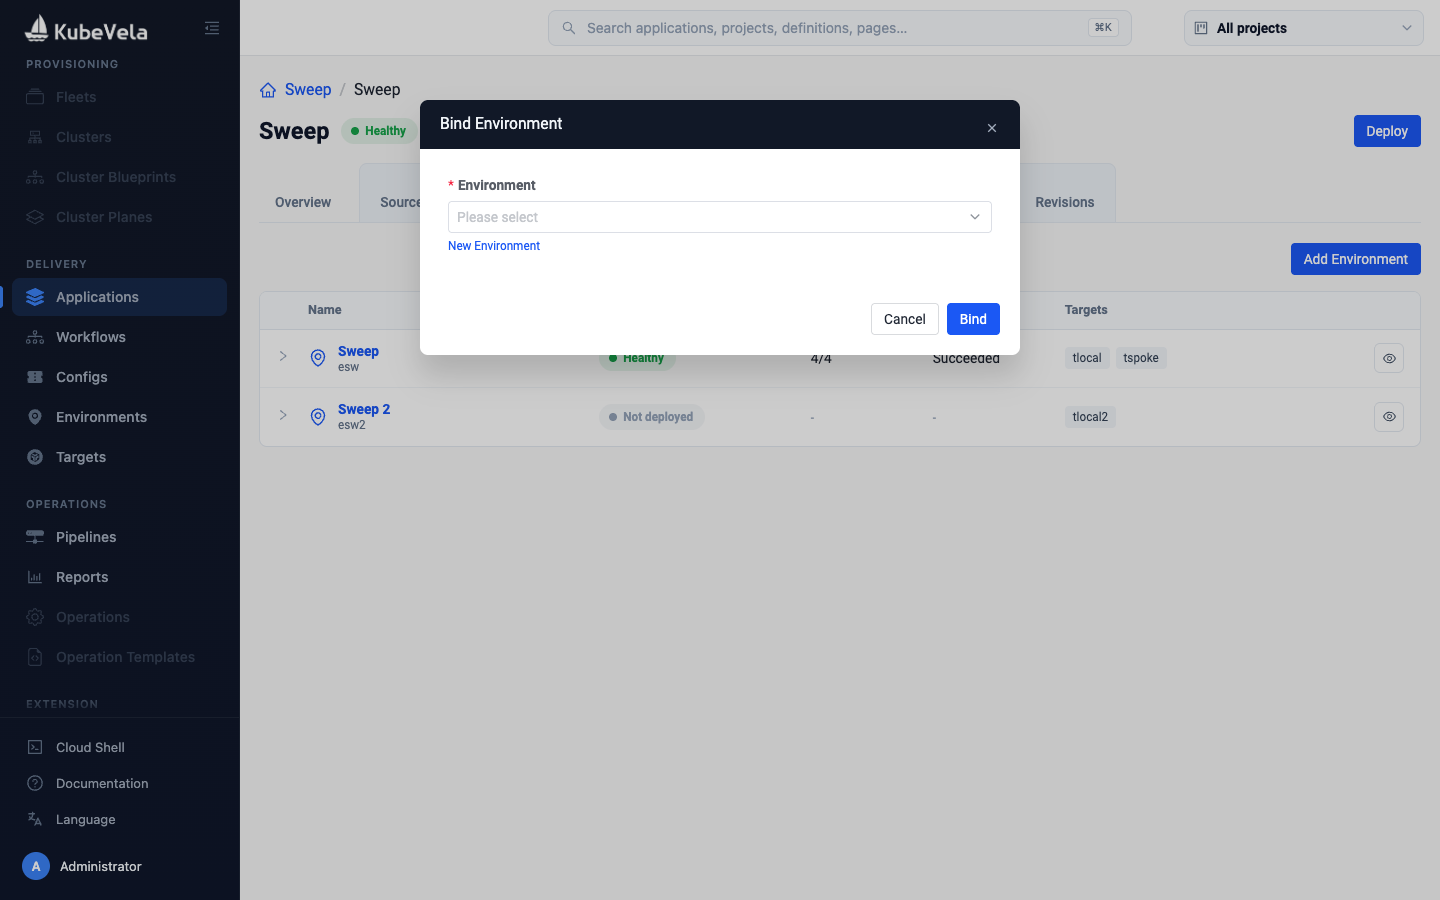 KubeVela
PROVISIONING
Fleets
Clusters
Cluster Blueprints
Cluster Planes
DELIVERY
Applications
Workflows
Configs
Environments
Targets
OPERATIONS
Pipelines
Reports
Operations
Operation Templates
EXTENSION
Cloud Shell
Documentation
Language
A Administrator
Search applications, projects, definitions, pages... ⌘K
All projects
Sweep / Sweep
Sweep Healthy
Deploy
Overview
Source
Revisions
Add Environment
Name
Targets
Sweep
esw
Healthy 4/4 Succeeded tlocal tspoke
Sweep 2
esw2
Not deployed - - tlocal2
Bind Environment
* Environment
Please select
New Environment
Cancel Bind